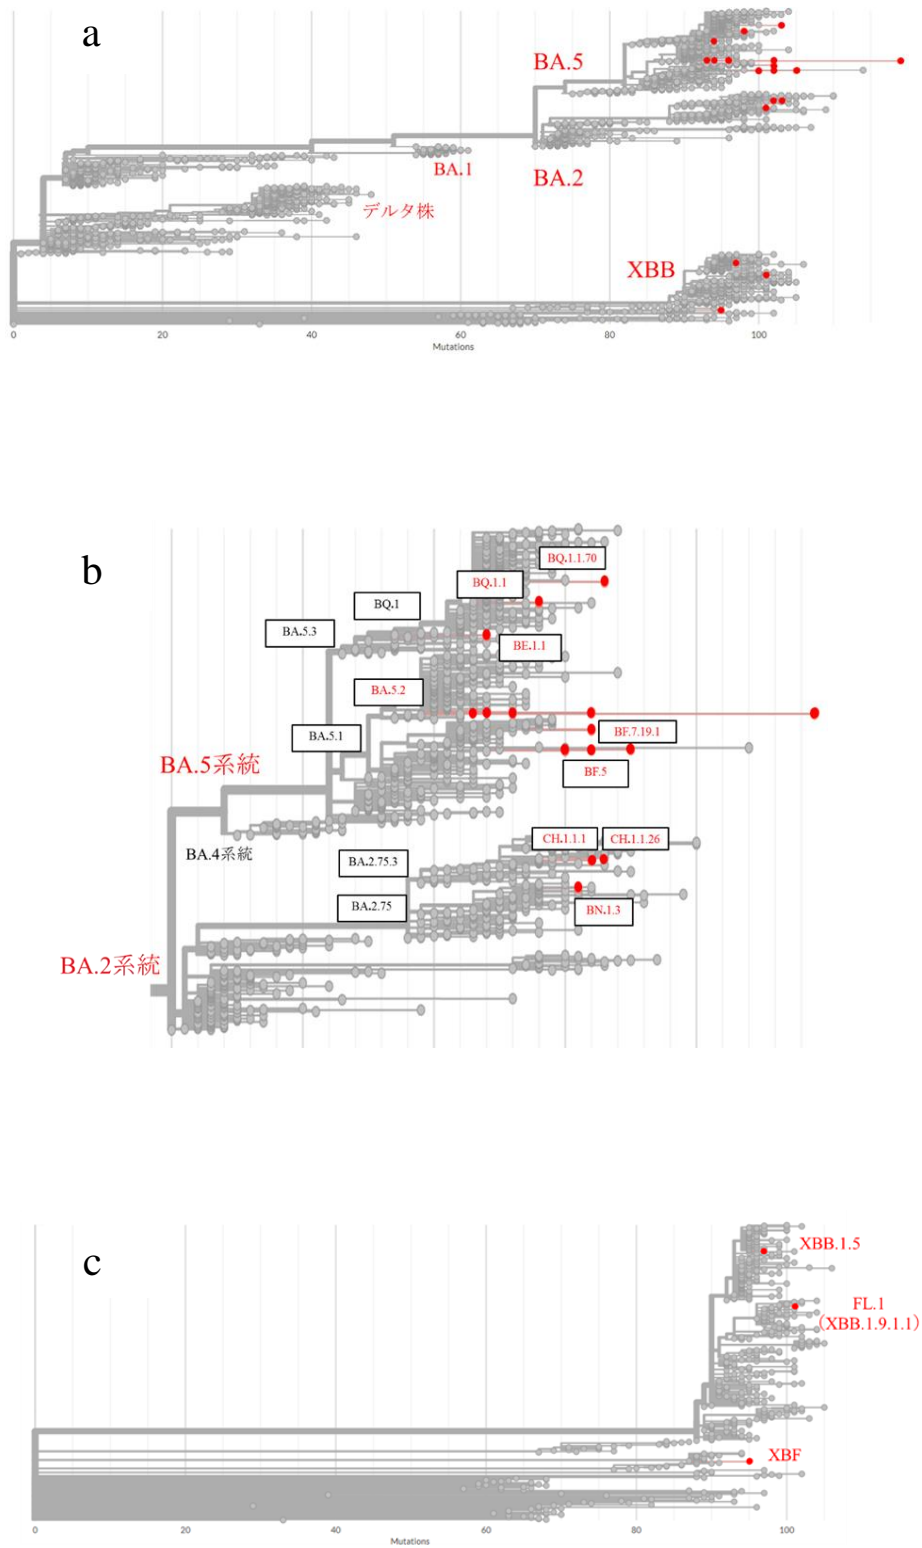 a
BA.5
BA.1
BA.2
デルタ株
XBB
0 20 40 60 80 100
Mutations
b
BQ.1.1.70
BQ.1.1
BQ.1
BA.5.3
BE.1.1
BA.5.2
BF.7.19.1
BA.5.1
BA.5系統
BF.5
CH.1.1.1 CH.1.1.26
BA.4系統
BA.2.75.3
BA.2.75
BN.1.3
BA.2系統
c
XBB.1.5
FL.1
（XBB.1.9.1.1）
XBF
0 20 40 60 80 100
Mutations